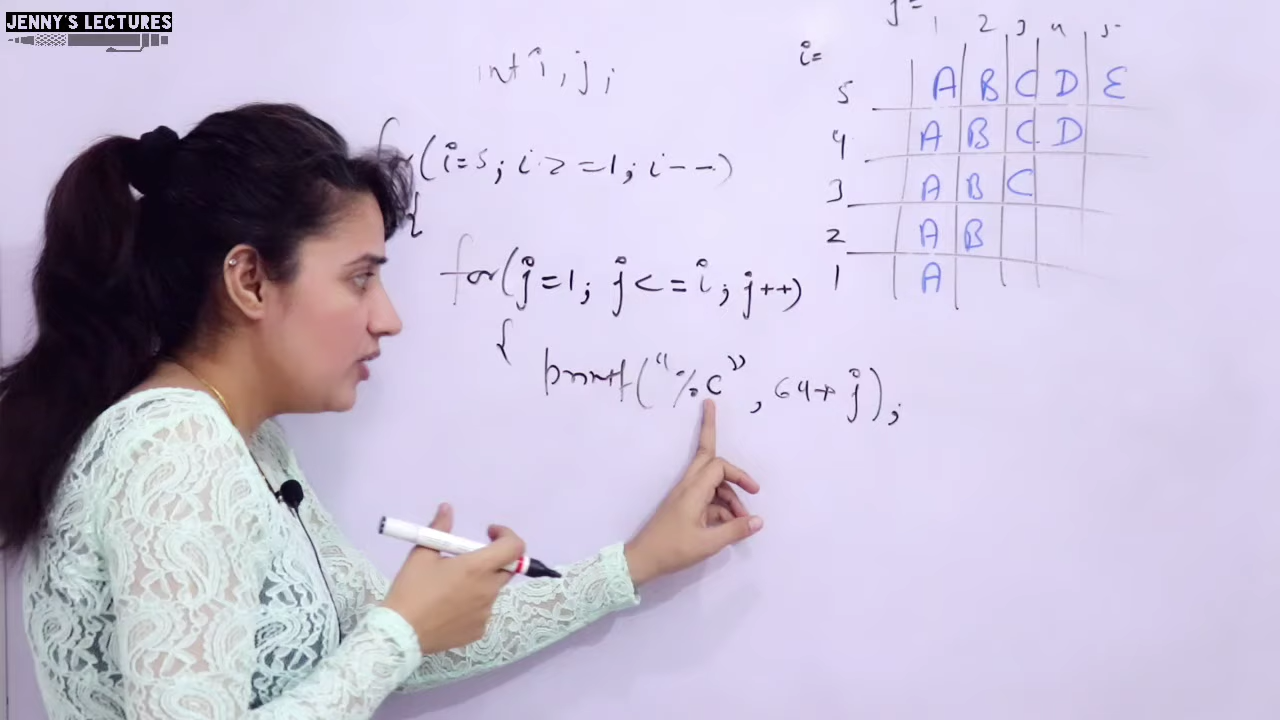 JENNY'S LECTURES
int i, j;
for(i=5; i>=1; i--)
{
for(j=1; j<=i; j++)
{
printf("%c", 64+j);
j=
1 2 3 4 5
i=
5 A B C D E
4 A B C D
3 A B C
2 A B
1 A